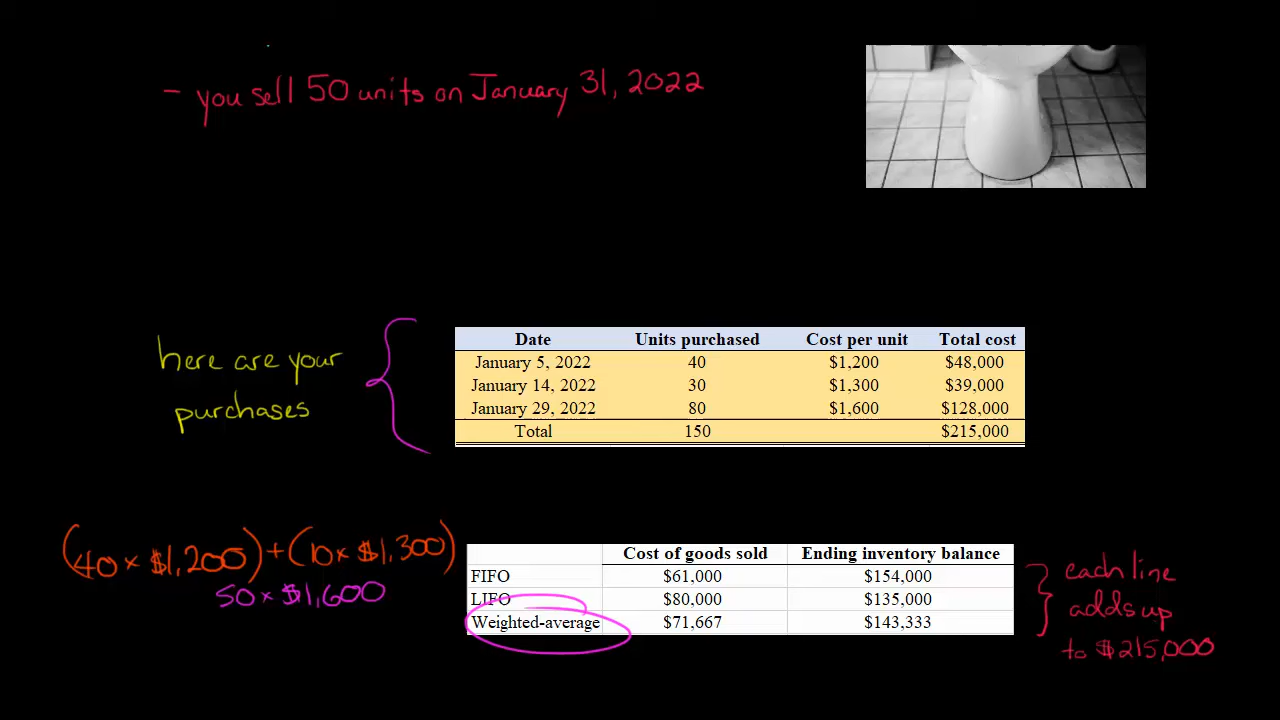 - you sell 50 units on January 31, 2022
here are your
purchases
Date Units purchased Cost per unit Total cost
January 5, 2022 40 $1,200 $48,000
January 14, 2022 30 $1,300 $39,000
January 29, 2022 80 $1,600 $128,000
Total 150 $215,000
(40 × $1,200) + (10 × $1,300)
50 × $1,600
Cost of goods sold Ending inventory balance
FIFO $61,000 $154,000
LIFO $80,000 $135,000
Weighted-average $71,667 $143,333
each line
adds up
to $215,000